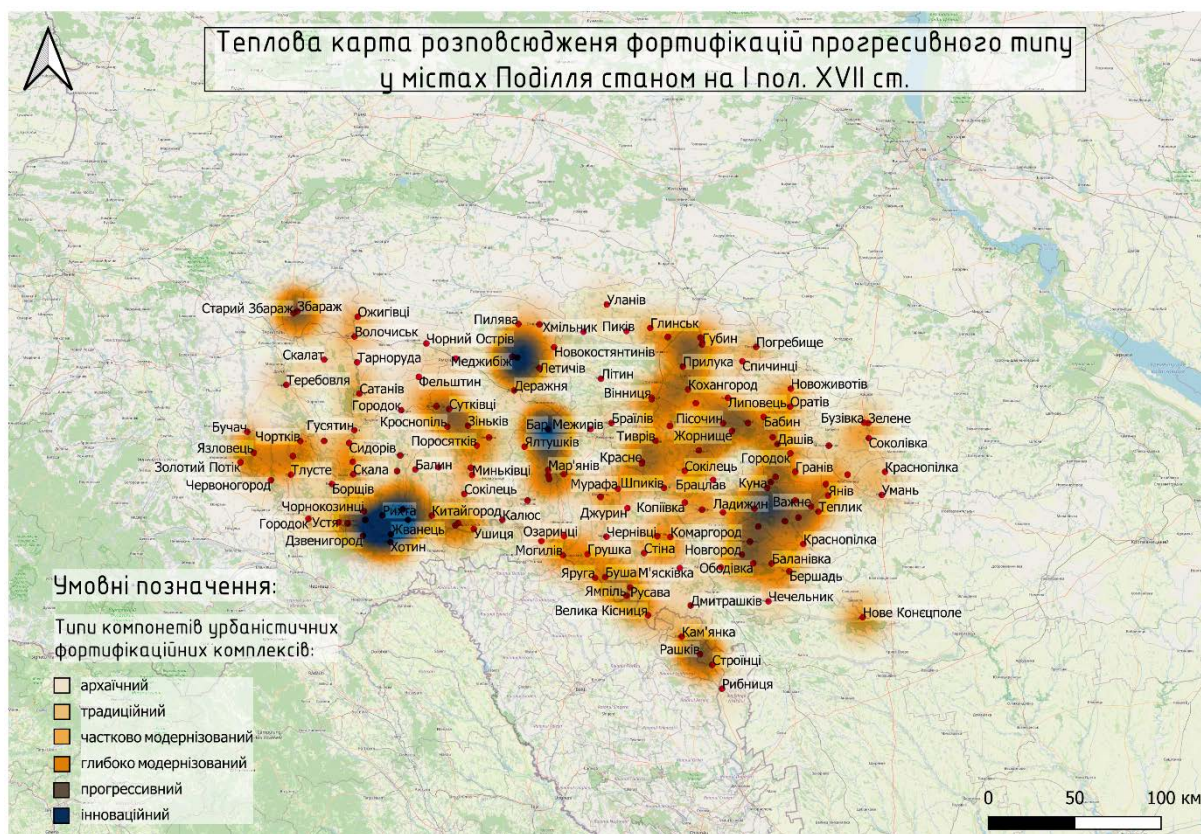 Теплова карта розповсюдженя фортифікацій прогресивного типу
у містах Поділля станом на І пол. XVII ст.
Уланів
Старий Збараж
Збараж
Ожигівці
Пилява
Хмільник
Пиків
Глинськ
Волочиськ
Чорний Острів
Губин
Погребище
Скалат
Тарноруда
Меджибіж
Новокостянтинів
Летичів
Прилука
Спичинці
Теребовля
Фельштин
Деражня
Літин
Кохангород
Новоживотів
Сатанів
Вінниця
Липовець
Оратів
Городок
Сутківці
Кроснопіль
Зіньків
Бар
Межирів
Браїлів
Пісочин
Бабин
Бузівка
Зелене
Бучач
Гусятин
Чортків
Поросятків
Ялтушків
Тиврів
Жорнище
Дашів
Соколівка
Язловець
Сидорів
Золотий Потік
Тлусте
Скала
Балин
Миньківці
Мар'янів
Красне
Сокілець
Городок
Гранів
Краснопілка
Червоногород
Борщів
Сокілець
Мурафа
Шпиків
Брацлав
Куна
Янів
Умань
Чорнокозинці
Рихта
Китайгород
Калюс
Джурин
Копіївка
Ладижин
Важне
Теплик
Городок
Устя
Жванець
Ушиця
Озаринці
Чернівці
Комаргород
Дзвенигород
Хотин
Могилів
Грушка
Стіна
Новгород
Краснопілка
Баланівка
Яруга
Буша
М'ясківка
Ободівка
Бершадь
Ямпіль
Русава
Чечельник
Велика Кісниця
Дмитрашків
Нове Конєцполе
Кам'янка
Рашків
Строїнці
Рибниця
Умовні позначення:
Типи компонетів урбаністичних
фортифікаційних комплексів:
архаїчний
традиційний
частково модернізований
глибоко модернізований
прогрессивний
інноваційний
0 50 100 км